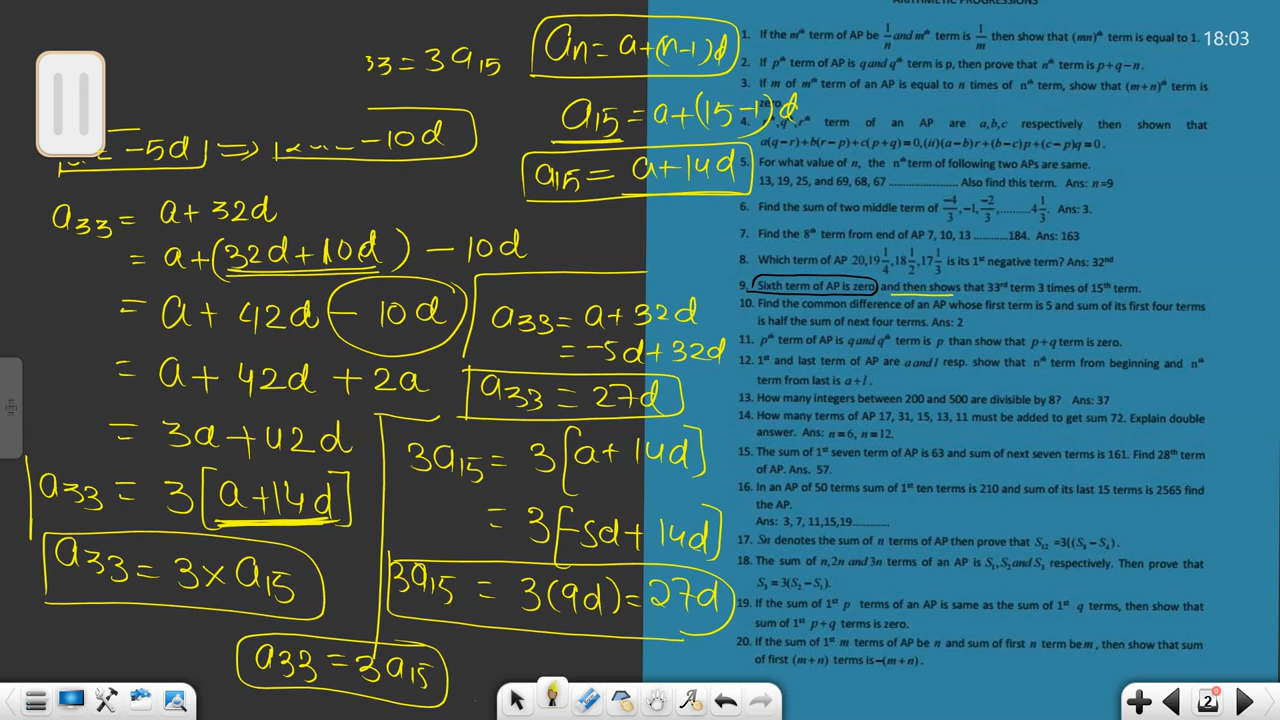 33 = 3a15
an = a+(n-1)d
a15 = a+(15-1)d
a15 = a+14d
-5d ⇒ -10d
a33 = a+32d
= a+(32d+10d) - 10d
= a+42d - 10d
= a+42d+2a
= 3a+42d
a33 = 3[a+14d]
a33 = 3×a15
a33 = a+32d
= -5d+32d
a33 = 27d
3a15 = 3[a+14d]
= 3[-5d+14d]
3a15 = 3(9d) = 27d
a33 = 3a15
ARITHMETIC PROGRESSIONS
18:03
1. If the mth term of AP be 1/n and mth term is 1/m then show that (mn)th term is equal to 1.
2. If pth term of AP is q and qth term is p, then prove that nth term is p+q-n.
3. If m of mth term of an AP is equal to n times of nth term, show that (m+n)th term is
zero.
4. qth, rth term of an AP are a,b,c respectively then shown that
a(q-r)+b(r-p)+c(p+q)=0,(ii)(a-b)r+(b-c)p+(c-p)q=0.
5. For what value of n, the nth term of following two APs are same.
13, 19, 25, and 69, 68, 67 ........................ Also find this term. Ans: n=9
6. Find the sum of two middle term of -4/3,-1,-2/3,..........4 1/3. Ans: 3.
7. Find the 8th term from end of AP 7, 10, 13 ............184. Ans: 163
8. Which term of AP 20,19 1/4,18 1/2,17 1/3 is its 1st negative term? Ans: 32nd
9. Sixth term of AP is zero and then shows that 33rd term 3 times of 15th term.
10. Find the common difference of an AP whose first term is 5 and sum of its first four terms
is half the sum of next four terms. Ans: 2
11. pth term of AP is q and qth term is p than show that p+q term is zero.
12. 1st and last term of AP are a and l resp. show that nth term from beginning and nth
term from last is a+l.
13. How many integers between 200 and 500 are divisible by 8? Ans: 37
14. How many terms of AP 17, 31, 15, 13, 11 must be added to get sum 72. Explain double
answer. Ans: n=6, n=12.
15. The sum of 1st seven term of AP is 63 and sum of next seven terms is 161. Find 28th term
of AP. Ans. 57.
16. In an AP of 50 terms sum of 1st ten terms is 210 and sum of its last 15 terms is 2565 find
the AP.
Ans: 3, 7, 11,15,19............
17. Sn denotes the sum of n terms of AP then prove that S12 =3((S8-S4).
18. The sum of n,2n and 3n terms of an AP is S1,S2 and S3 respectively. Then prove that
S3=3(S2-S1).
19. If the sum of 1st p terms of an AP is same as the sum of 1st q terms, then show that
sum of 1st p+q terms is zero.
20. If the sum of 1st m terms of AP be n and sum of first n term be m, then show that sum
of first (m+n) terms is -(m+n).
2